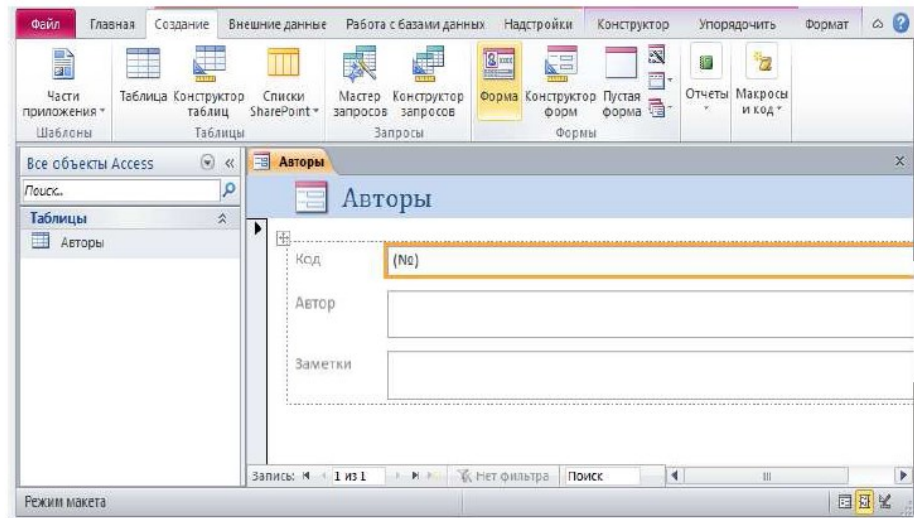 Файл Главная Создание Внешние данные Работа с базами данных Надстройки Конструктор Упорядочить Формат
Части приложения
Таблица
Конструктор таблиц
Списки SharePoint
Мастер запросов
Конструктор запросов
Форма
Конструктор форм
Пустая форма
Отчеты
Макросы и код
Шаблоны Таблицы Запросы Формы
Все объекты Access
Поиск..
Таблицы
Авторы
Авторы
Авторы
Код (№)
Автор
Заметки
Запись: 1 из 1 Нет фильтра Поиск
Режим макета